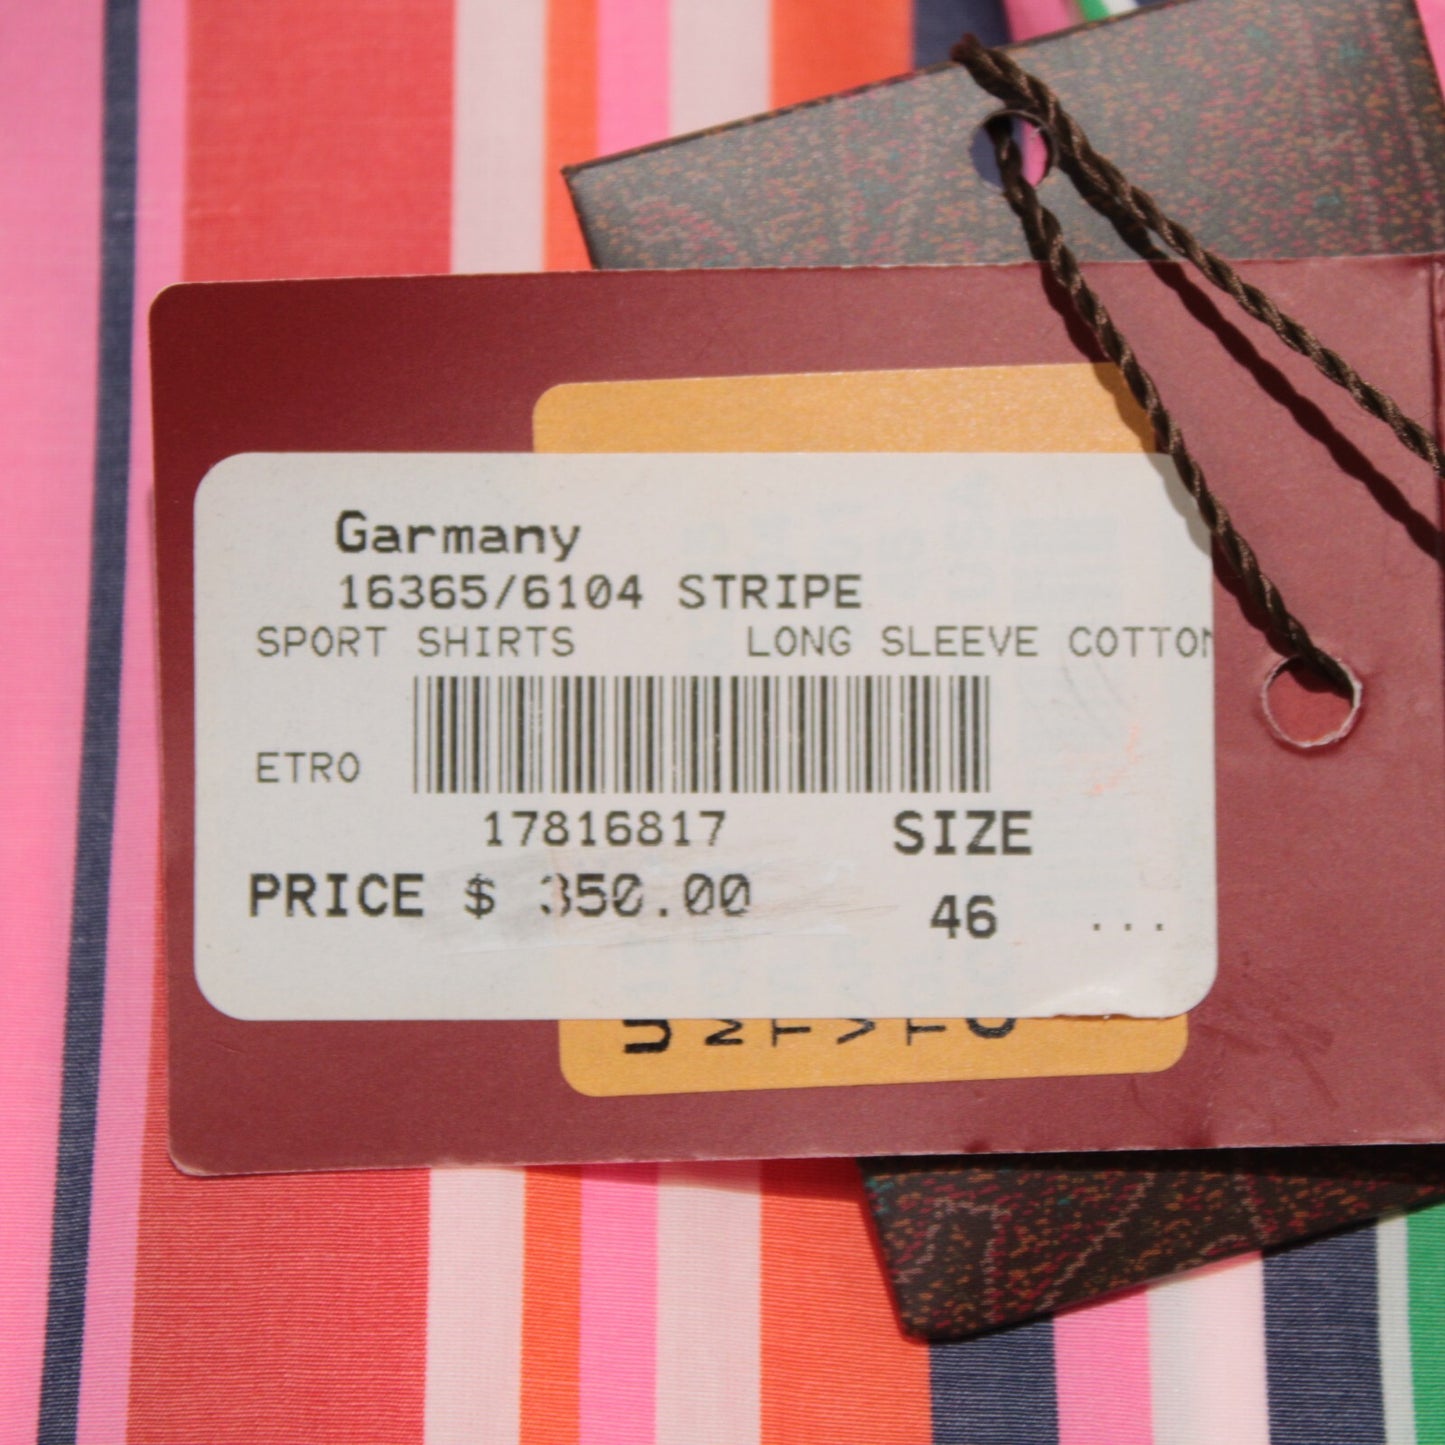 Garmany
16365/6104 STRIPE
SPORT SHIRTS LONG SLEEVE COTTON
ETRO
17816817 SIZE
PRICE $ 350.00 46 ...